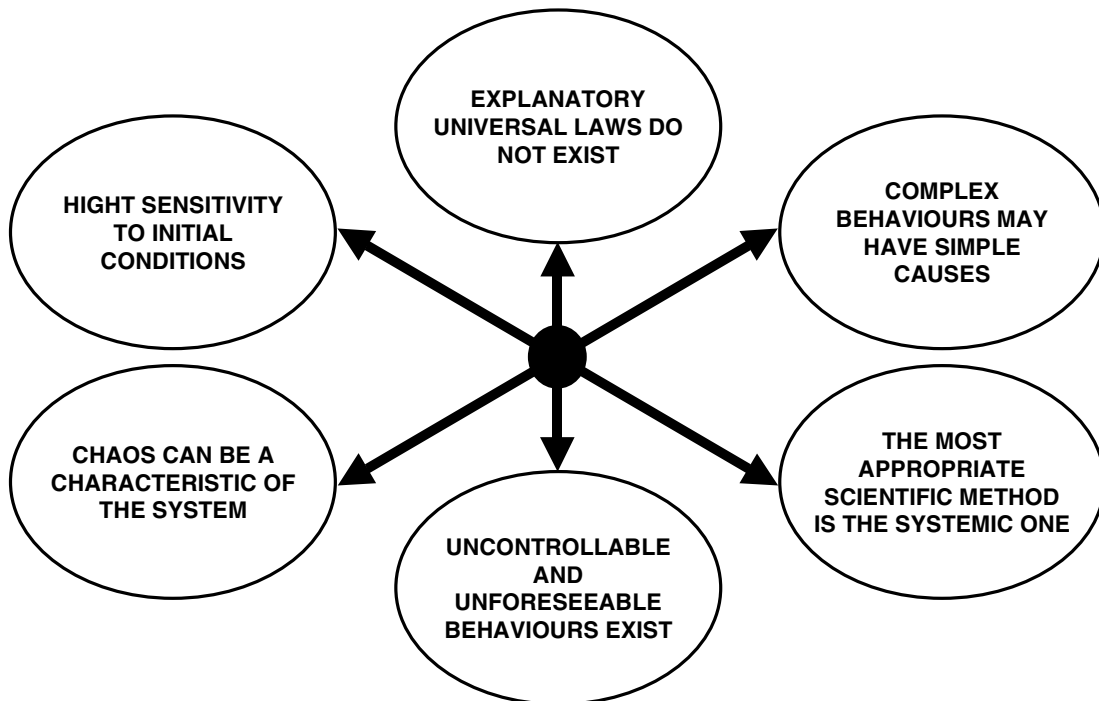 EXPLANATORY
UNIVERSAL LAWS DO
NOT EXIST
HIGHT SENSITIVITY
TO INITIAL
CONDITIONS
COMPLEX
BEHAVIOURS MAY
HAVE SIMPLE
CAUSES
CHAOS CAN BE A
CHARACTERISTIC OF
THE SYSTEM
THE MOST
APPROPRIATE
SCIENTIFIC METHOD
IS THE SYSTEMIC ONE
UNCONTROLLABLE
AND
UNFORESEEABLE
BEHAVIOURS EXIST